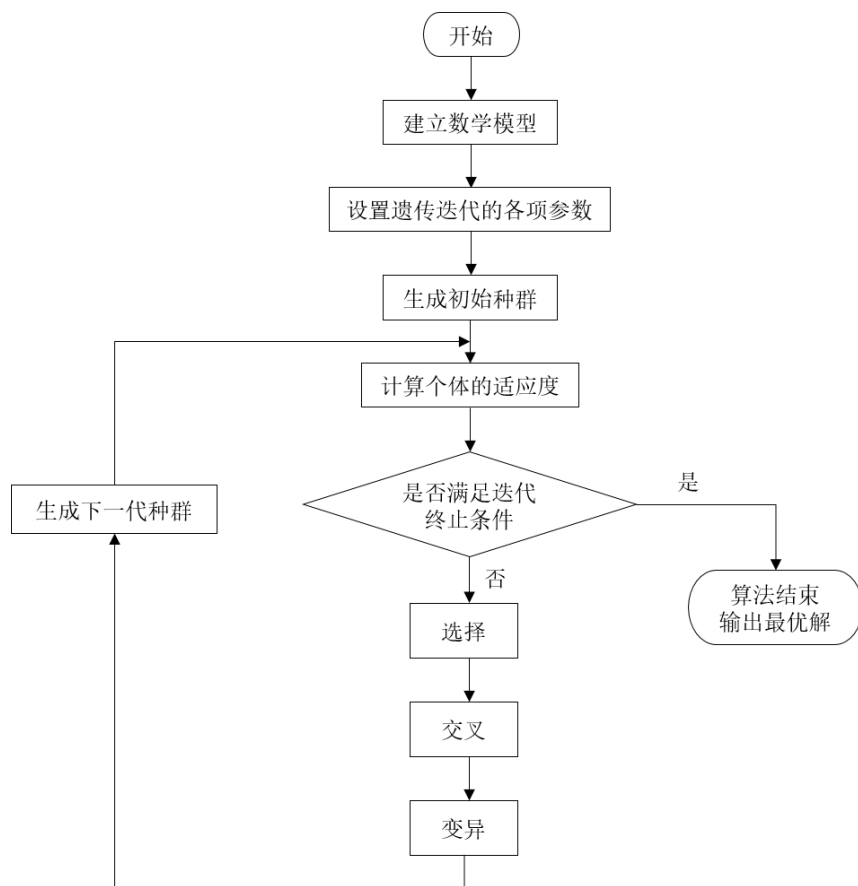 开始
建立数学模型
设置遗传迭代的各项参数
生成初始种群
计算个体的适应度
是否满足迭代
终止条件
是
生成下一代种群
否
算法结束
输出最优解
选择
交叉
变异